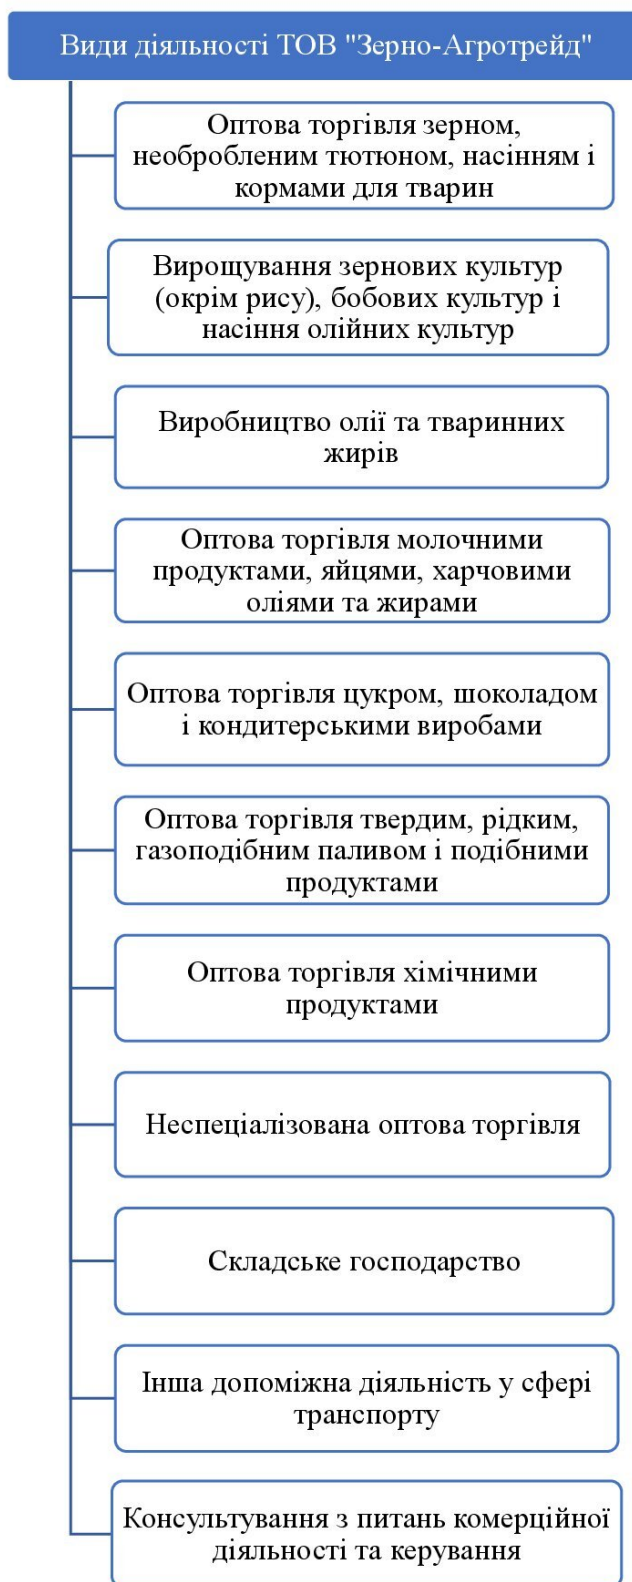 Види діяльності ТОВ "Зерно-Агротрейд"
Оптова торгівля зерном,
необробленим тютюном, насінням і
кормами для тварин
Вирощування зернових культур
(окрім рису), бобових культур і
насіння олійних культур
Виробництво олії та тваринних
жирів
Оптова торгівля молочними
продуктами, яйцями, харчовими
оліями та жирами
Оптова торгівля цукром, шоколадом
і кондитерськими виробами
Оптова торгівля твердим, рідким,
газоподібним паливом і подібними
продуктами
Оптова торгівля хімічними
продуктами
Неспеціалізована оптова торгівля
Складське господарство
Інша допоміжна діяльність у сфері
транспорту
Консультування з питань комерційної
діяльності та керування